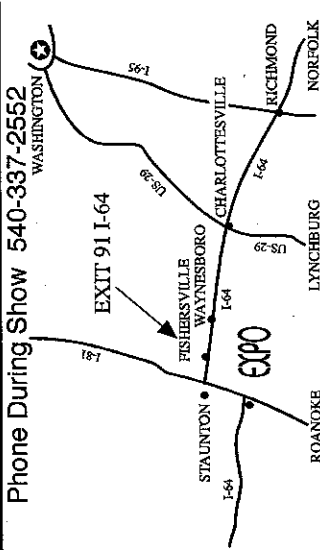 Phone During Show 540-337-2552
WASHINGTON
I-95
US-29
I-81
EXIT 91 I-64
FISHERSVILLE
WAYNESBORO
CHARLOTTESVILLE
RICHMOND
I-64
I-64
STAUNTON
EXPO
US-29
I-64
ROANOKE
LYNCHBURG
NORFOLK